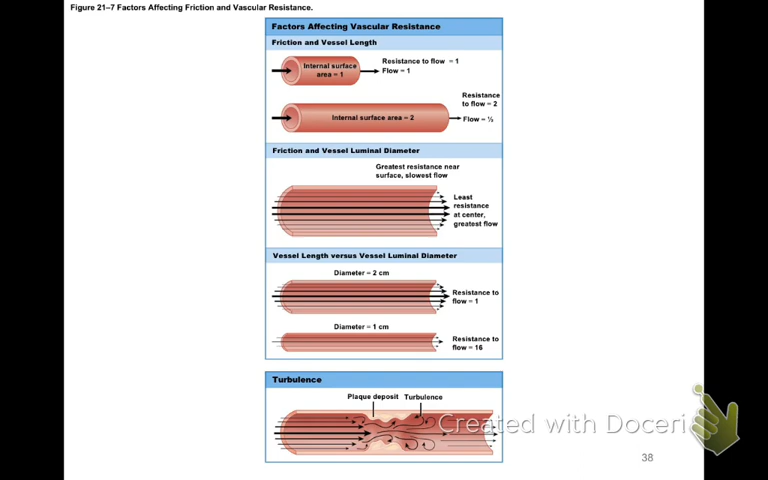 Figure 21–7 Factors Affecting Friction and Vascular Resistance.
Factors Affecting Vascular Resistance
Friction and Vessel Length
Internal surface
area = 1
Resistance to flow = 1
Flow = 1
Internal surface area = 2
Resistance
to flow = 2
Flow = ½
Friction and Vessel Luminal Diameter
Greatest resistance near
surface, slowest flow
Least
resistance
at center,
greatest flow
Vessel Length versus Vessel Luminal Diameter
Diameter = 2 cm
Resistance to
flow = 1
Diameter = 1 cm
Resistance to
flow = 16
Turbulence
Plaque deposit Turbulence
Created with Doceri
38